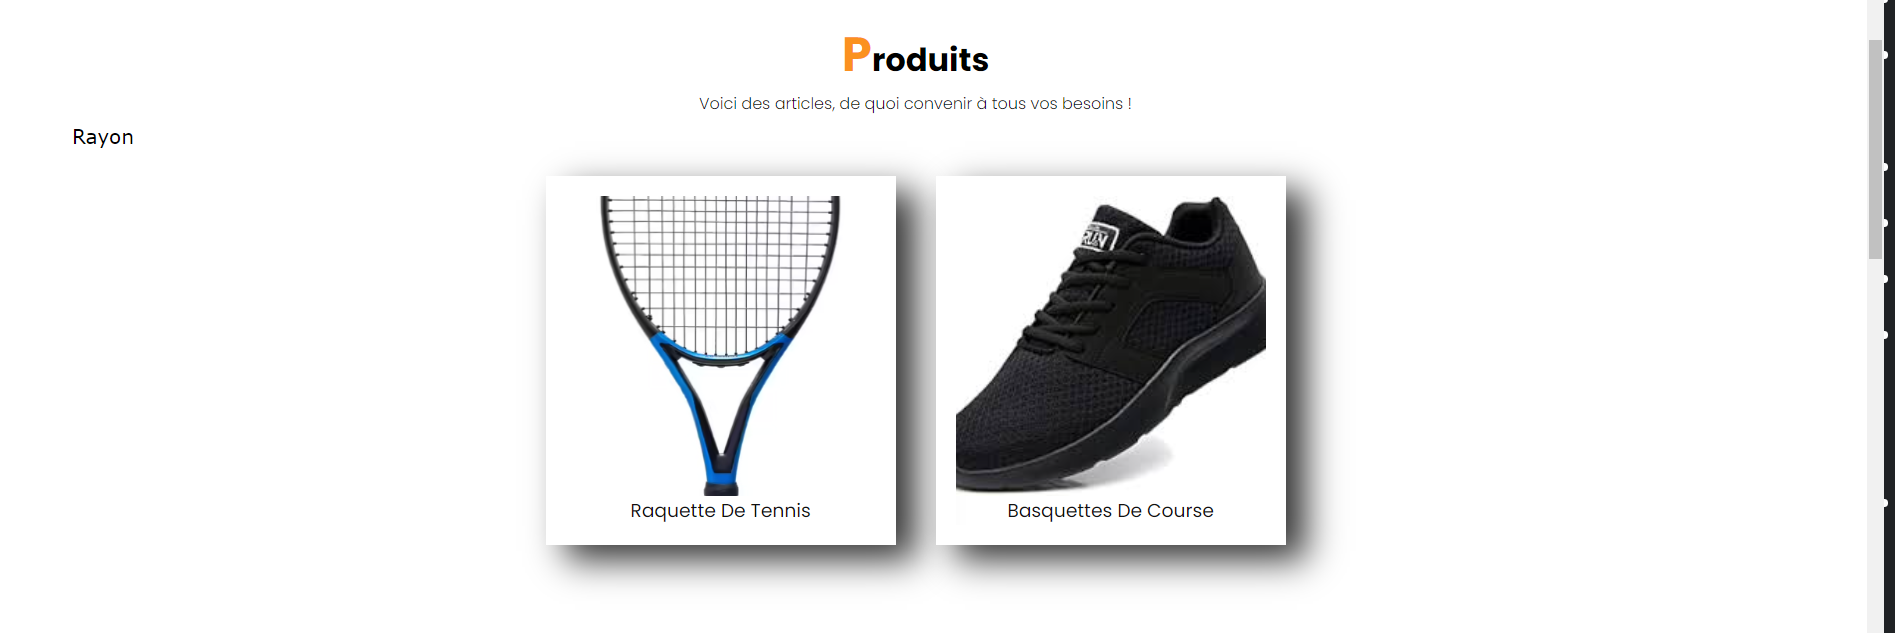 Produits
Voici des articles, de quoi convenir à tous vos besoins !
Rayon
RUN
Raquette De Tennis
Basquettes De Course